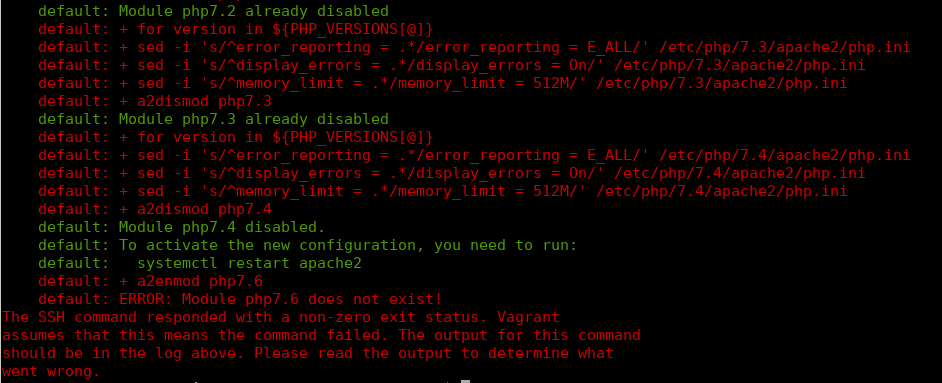 default: Module php7.2 already disabled
default: + for version in ${PHP_VERSIONS[@]}
default: + sed -i 's/^error_reporting = .*/error_reporting = E_ALL/' /etc/php/7.3/apache2/php.ini
default: + sed -i 's/^display_errors = .*/display_errors = On/' /etc/php/7.3/apache2/php.ini
default: + sed -i 's/^memory_limit = .*/memory_limit = 512M/' /etc/php/7.3/apache2/php.ini
default: + a2dismod php7.3
default: Module php7.3 already disabled
default: + for version in ${PHP_VERSIONS[@]}
default: + sed -i 's/^error_reporting = .*/error_reporting = E_ALL/' /etc/php/7.4/apache2/php.ini
default: + sed -i 's/^display_errors = .*/display_errors = On/' /etc/php/7.4/apache2/php.ini
default: + sed -i 's/^memory_limit = .*/memory_limit = 512M/' /etc/php/7.4/apache2/php.ini
default: + a2dismod php7.4
default: Module php7.4 disabled.
default: To activate the new configuration, you need to run:
default:   systemctl restart apache2
default: + a2enmod php7.6
default: ERROR: Module php7.6 does not exist!
The SSH command responded with a non-zero exit status. Vagrant
assumes that this means the command failed. The output for this command
should be in the log above. Please read the output to determine what
went wrong.